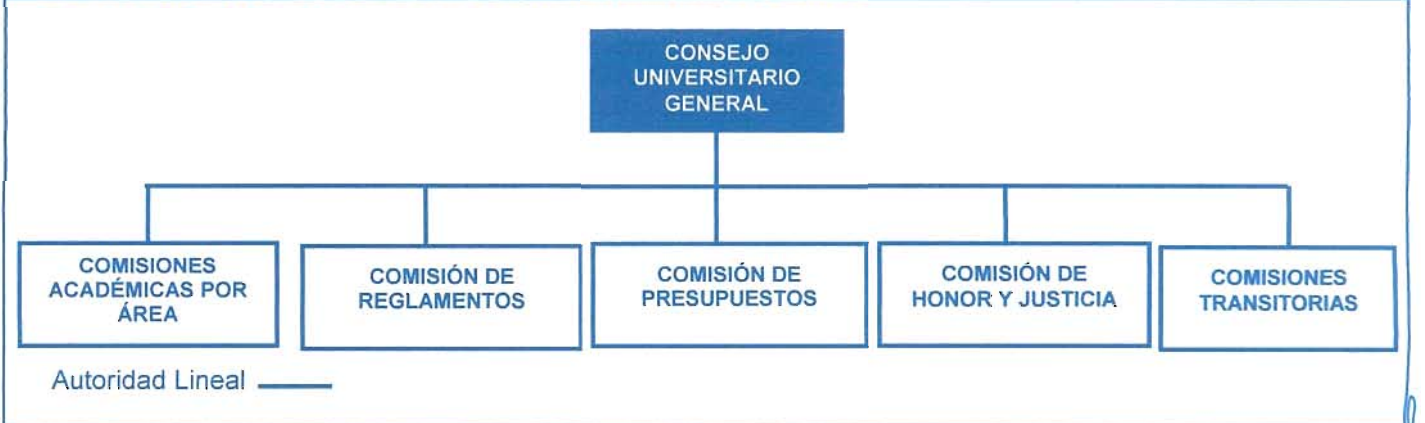 CONSEJO
UNIVERSITARIO
GENERAL
COMISIONES
ACADÉMICAS POR
ÁREA
COMISIÓN DE
REGLAMENTOS
COMISIÓN DE
PRESUPUESTOS
COMISIÓN DE
HONOR Y JUSTICIA
COMISIONES
TRANSITORIAS
Autoridad Lineal